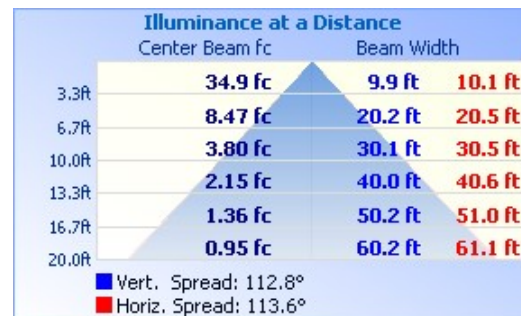 Illuminance at a Distance
Center Beam fc Beam Width
3.3ft 34.9 fc 9.9 ft 10.1 ft
6.7ft 8.47 fc 20.2 ft 20.5 ft
10.0ft 3.80 fc 30.1 ft 30.5 ft
13.3ft 2.15 fc 40.0 ft 40.6 ft
16.7ft 1.36 fc 50.2 ft 51.0 ft
20.0ft 0.95 fc 60.2 ft 61.1 ft
Vert. Spread: 112.8°
Horiz. Spread: 113.6°